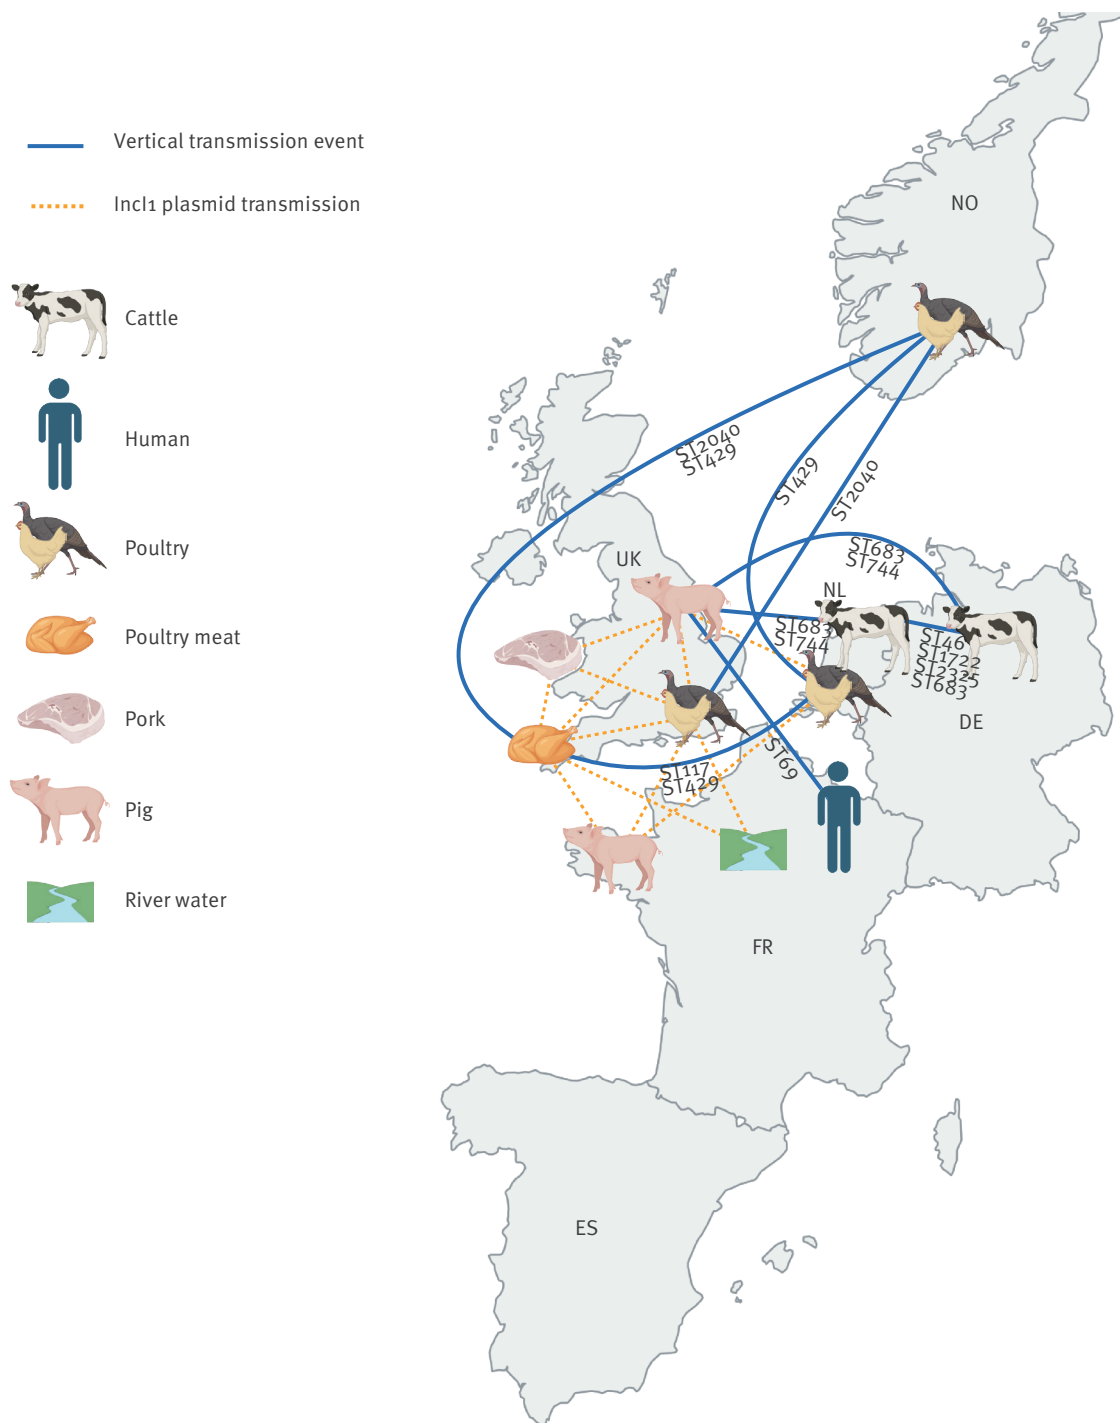 Vertical transmission event
IncI1 plasmid transmission
Cattle
Human
Poultry
Poultry meat
Pork
Pig
River water
NO
ST2040
ST429
ST429
ST2040
UK
ST683
ST744
NL
ST683
ST744
ST46
ST1722
ST2325
ST683
DE
ST69
ST117
ST429
FR
ES